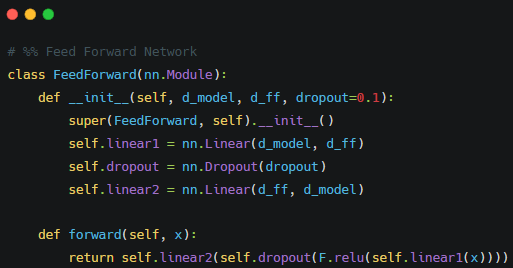 # %% Feed Forward Network
class FeedForward(nn.Module):
    def __init__(self, d_model, d_ff, dropout=0.1):
        super(FeedForward, self).__init__()
        self.linear1 = nn.Linear(d_model, d_ff)
        self.dropout = nn.Dropout(dropout)
        self.linear2 = nn.Linear(d_ff, d_model)

    def forward(self, x):
        return self.linear2(self.dropout(F.relu(self.linear1(x))))